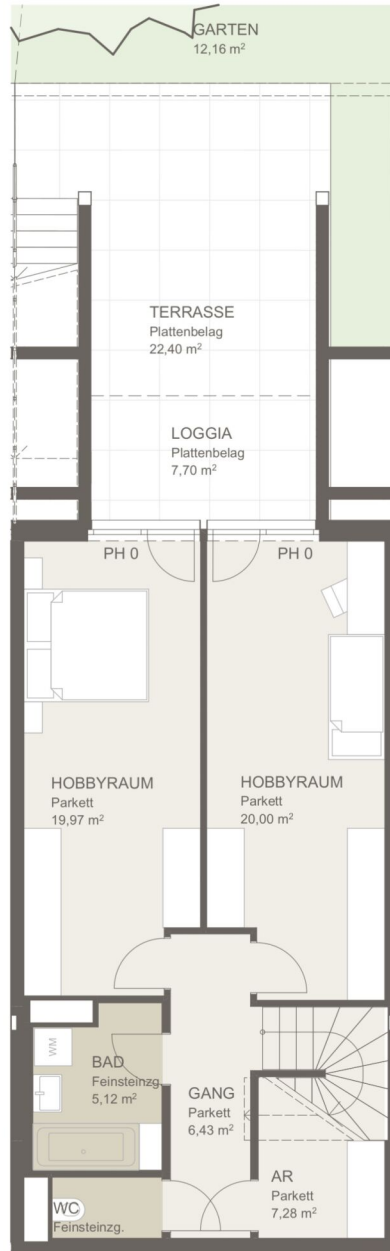 GARTEN
12,16 m²
TERRASSE
Plattenbelag
22,40 m²
LOGGIA
Plattenbelag
7,70 m²
PH 0
PH 0
HOBBYRAUM
Parkett
19,97 m²
HOBBYRAUM
Parkett
20,00 m²
WM
BAD
Feinsteinzg.
5,12 m²
GANG
Parkett
6,43 m²
AR
Parkett
7,28 m²
WC
Feinsteinzg.